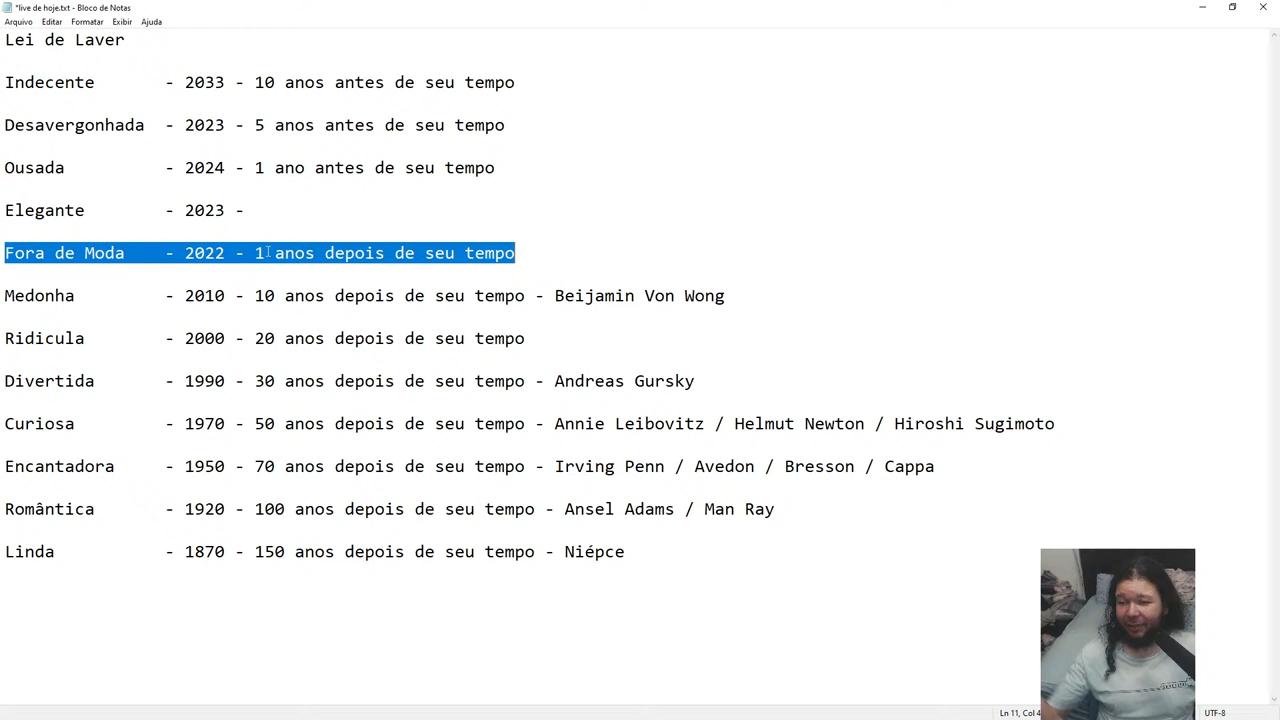 *live de hoje.txt - Bloco de Notas
Arquivo Editar Formatar Exibir Ajuda
Lei de Laver
Indecente - 2033 - 10 anos antes de seu tempo
Desavergonhada - 2023 - 5 anos antes de seu tempo
Ousada - 2024 - 1 ano antes de seu tempo
Elegante - 2023 -
Fora de Moda - 2022 - 1 anos depois de seu tempo
Medonha - 2010 - 10 anos depois de seu tempo - Beijamin Von Wong
Ridicula - 2000 - 20 anos depois de seu tempo
Divertida - 1990 - 30 anos depois de seu tempo - Andreas Gursky
Curiosa - 1970 - 50 anos depois de seu tempo - Annie Leibovitz / Helmut Newton / Hiroshi Sugimoto
Encantadora - 1950 - 70 anos depois de seu tempo - Irving Penn / Avedon / Bresson / Cappa
Romântica - 1920 - 100 anos depois de seu tempo - Ansel Adams / Man Ray
Linda - 1870 - 150 anos depois de seu tempo - Niépce
Ln 11, Col 4 UTF-8